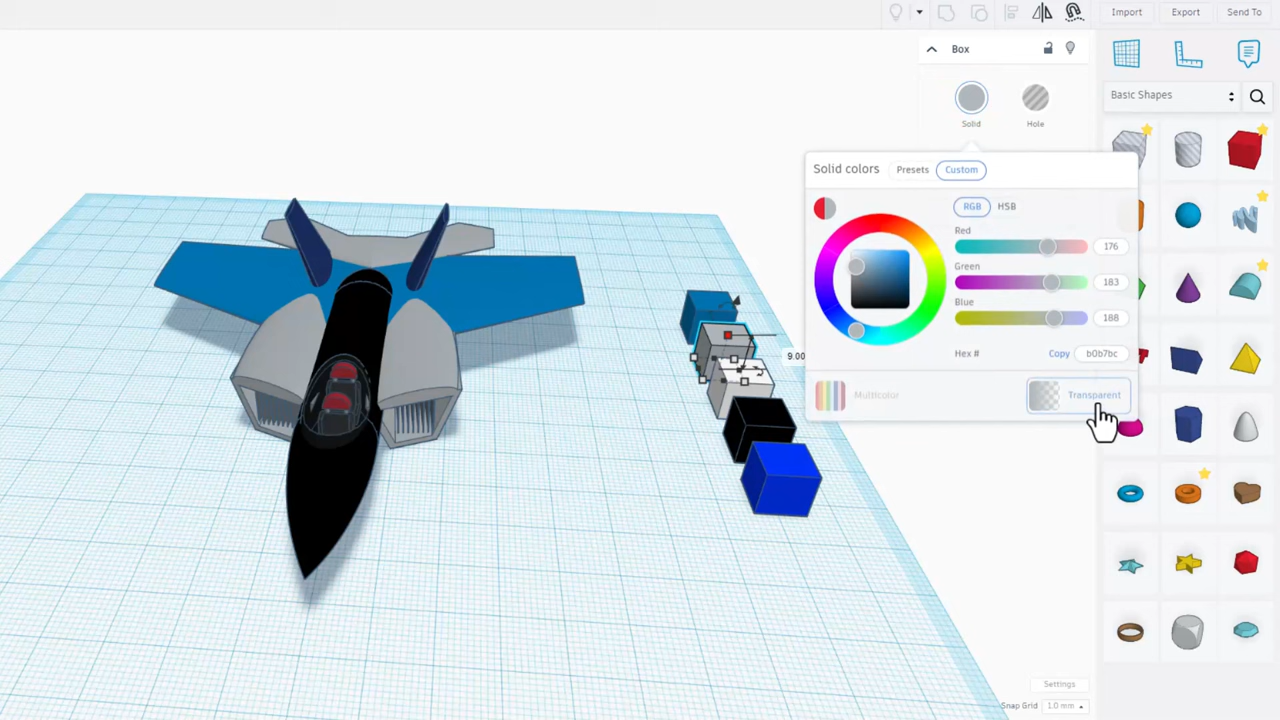 Import Export Send To
Box
Solid Hole
Basic Shapes
Solid colors Presets Custom
RGB HSB
Red
176
Green
183
Blue
188
Hex # Copy b0b7bc
Multicolor Transparent
9.00
Settings
Snap Grid 1.0 mm